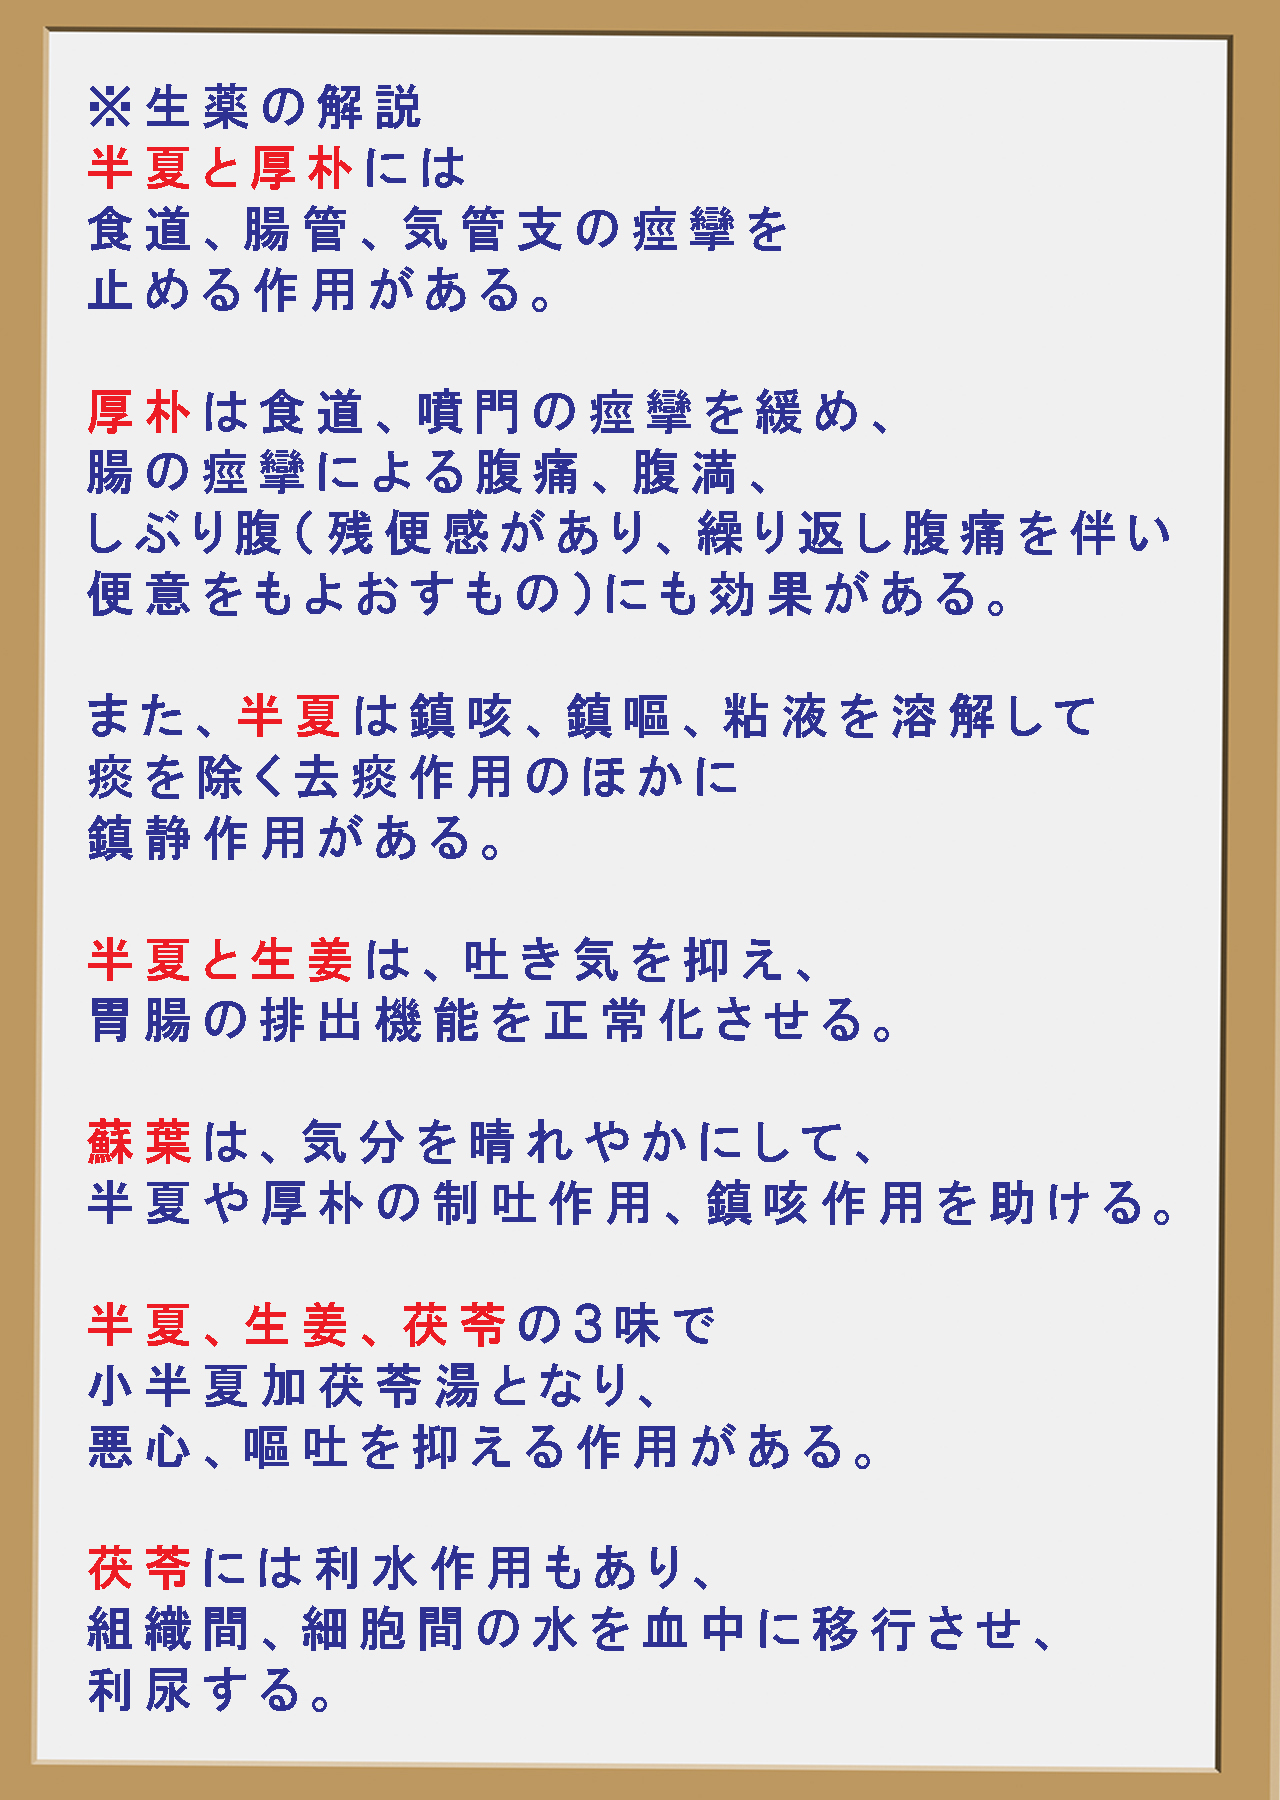 ※生薬の解説
半夏と厚朴には
食道、腸管、気管支の痙攣を
止める作用がある。
厚朴は食道、噴門の痙攣を緩め、
腸の痙攣による腹痛、腹満、
しぶり腹(残便感があり、繰り返し腹痛を伴い
便意をもよおすもの)にも効果がある。
また、半夏は鎮咳、鎮嘔、粘液を溶解して
痰を除く去痰作用のほかに
鎮静作用がある。
半夏と生姜は、吐き気を抑え、
胃腸の排出機能を正常化させる。
蘇葉は、気分を晴れやかにして、
半夏や厚朴の制吐作用、鎮咳作用を助ける。
半夏、生姜、茯苓の3味で
小半夏加茯苓湯となり、
悪心、嘔吐を抑える作用がある。
茯苓には利水作用もあり、
組織間、細胞間の水を血中に移行させ、
利尿する。